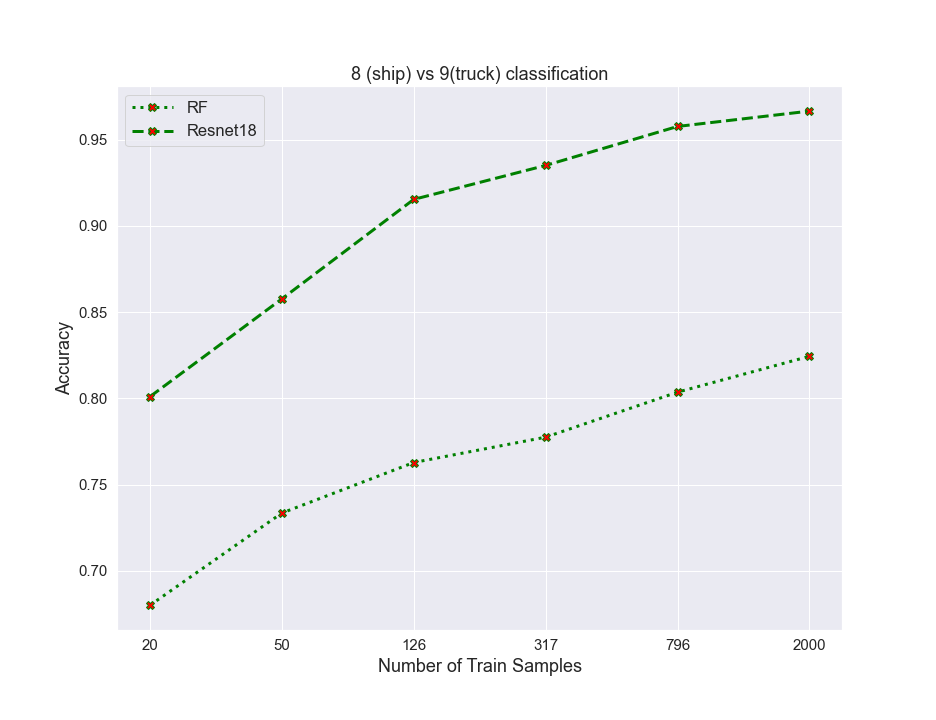 8 (ship) vs 9(truck) classification
RF
Resnet18
0.95
0.90
0.85
0.80
0.75
0.70
Accuracy
20 50 126 317 796 2000
Number of Train Samples